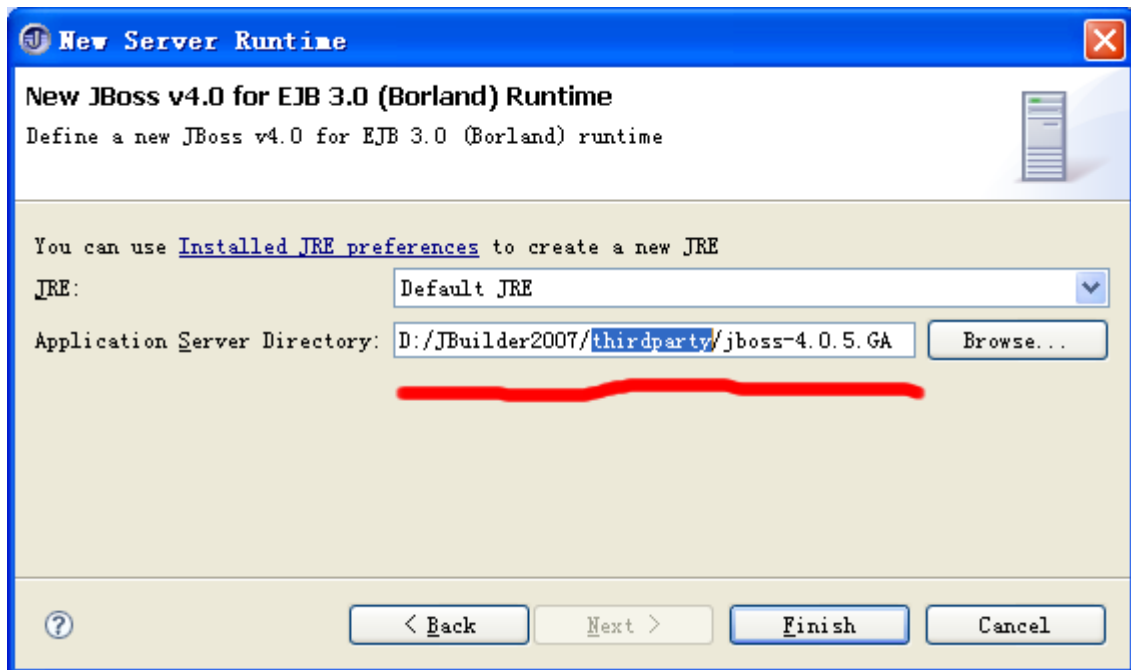 New Server Runtime
New JBoss v4.0 for EJB 3.0 (Borland) Runtime
Define a new JBoss v4.0 for EJB 3.0 (Borland) runtime
You can use Installed JRE preferences to create a new JRE
JRE: Default JRE
Application Server Directory: D:/JBuilder2007/thirdparty/jboss-4.0.5.GA Browse...
? < Back Next > Finish Cancel